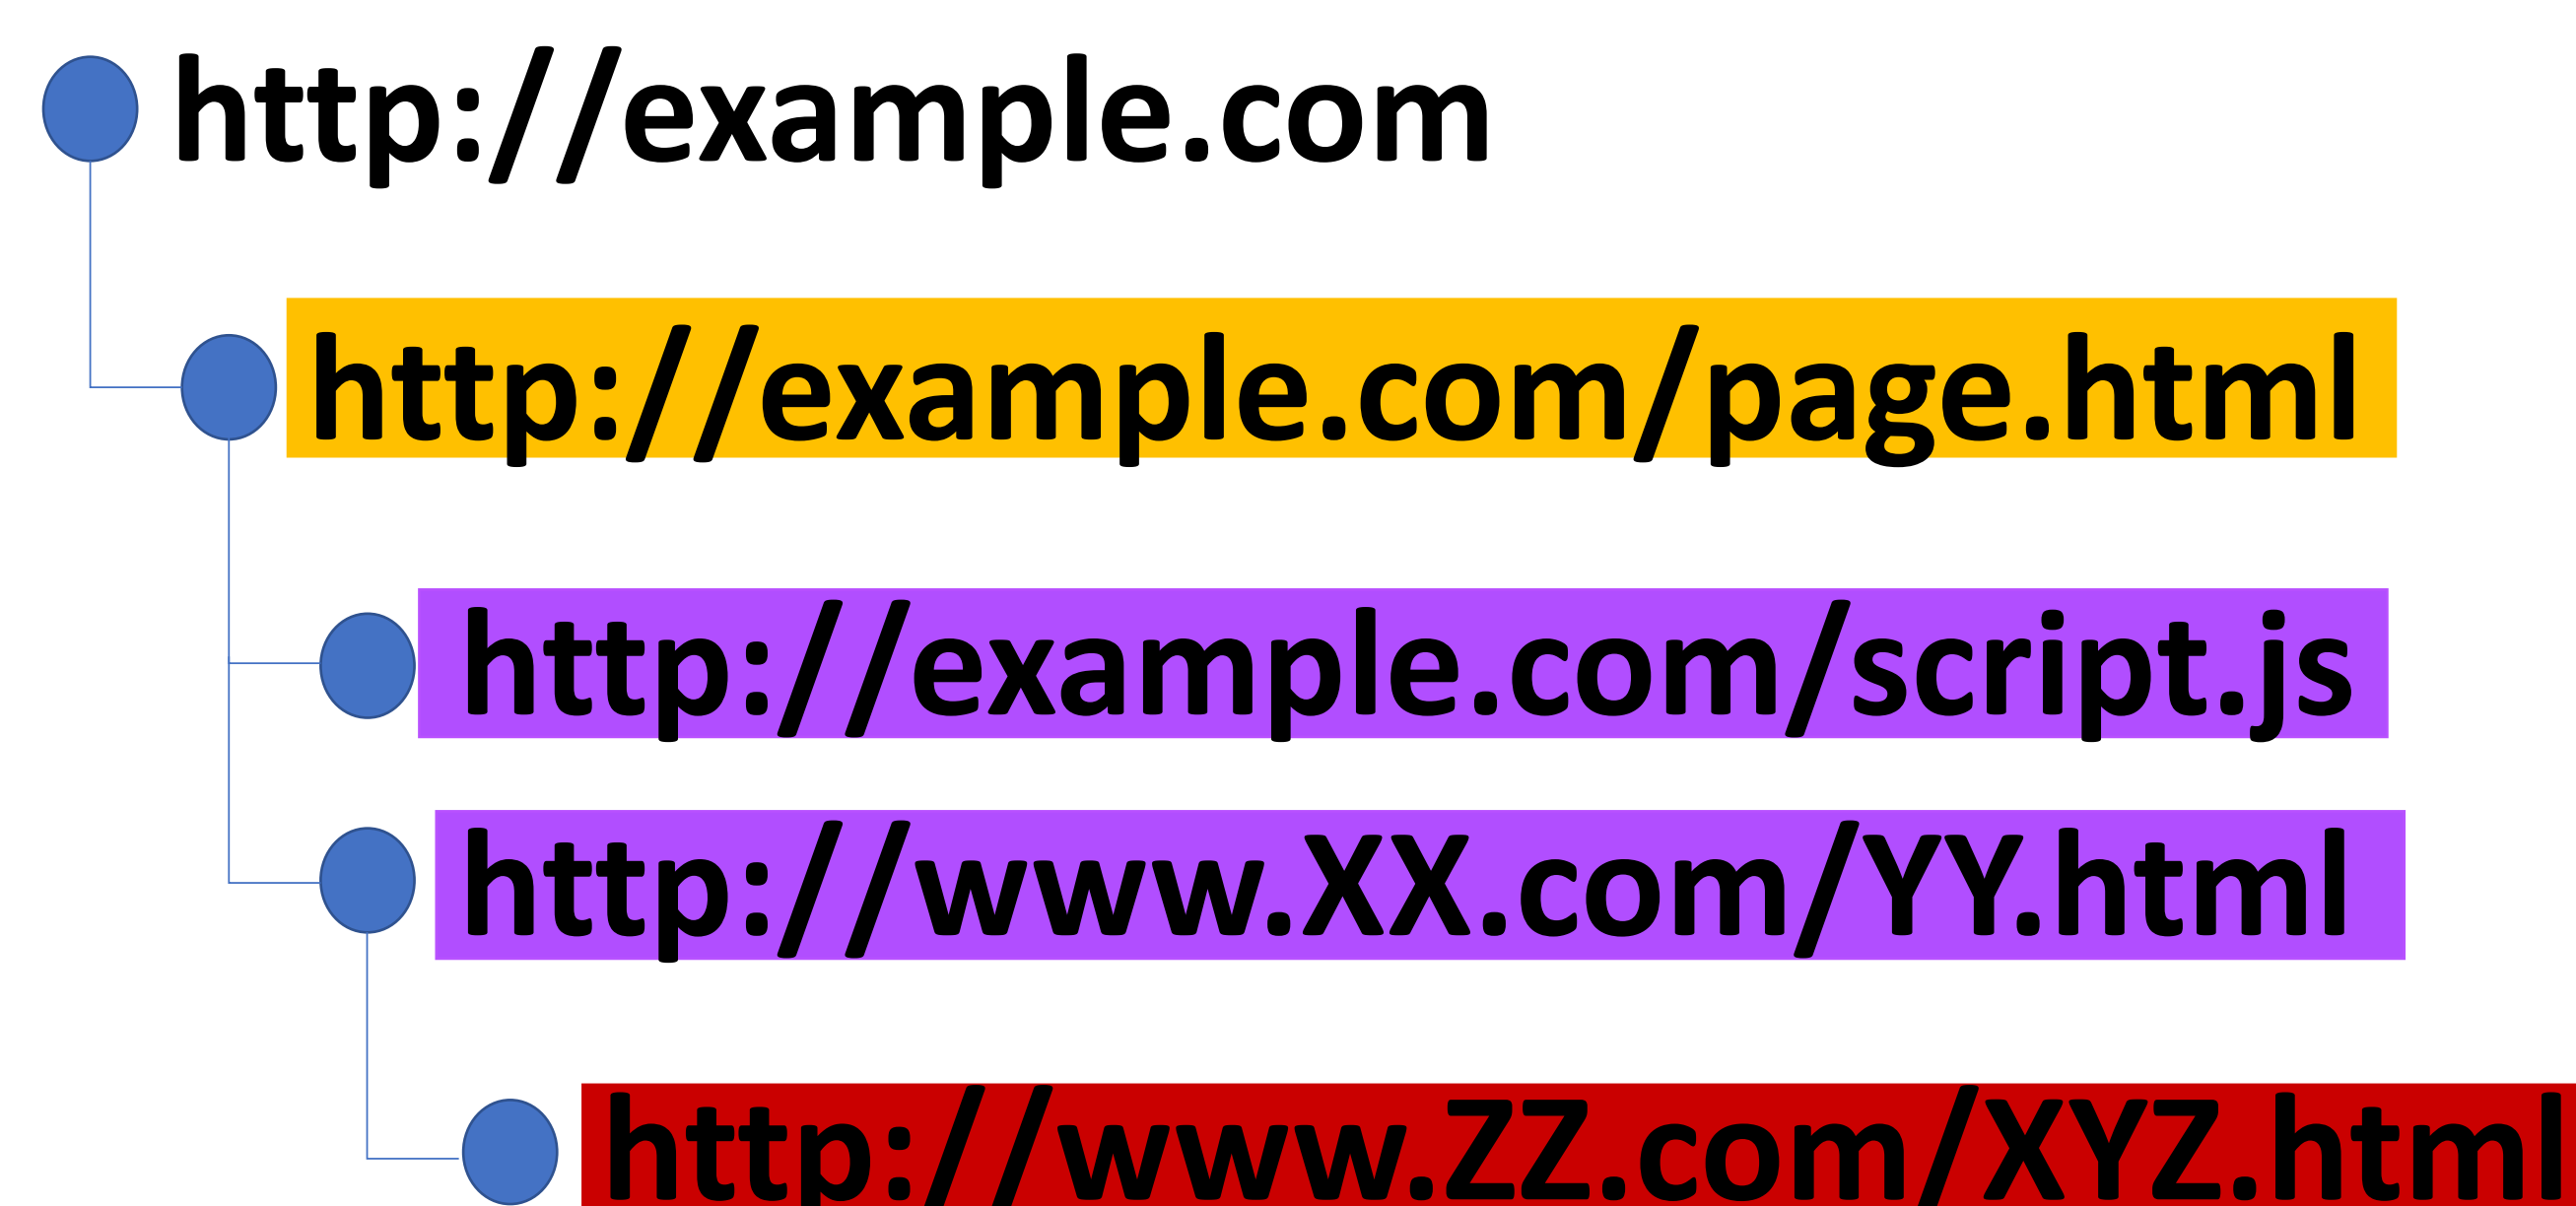 http://example.com
http://example.com/page.html
http://example.com/script.js
http://www.XX.com/YY.html
http://www.ZZ.com/XYZ.html